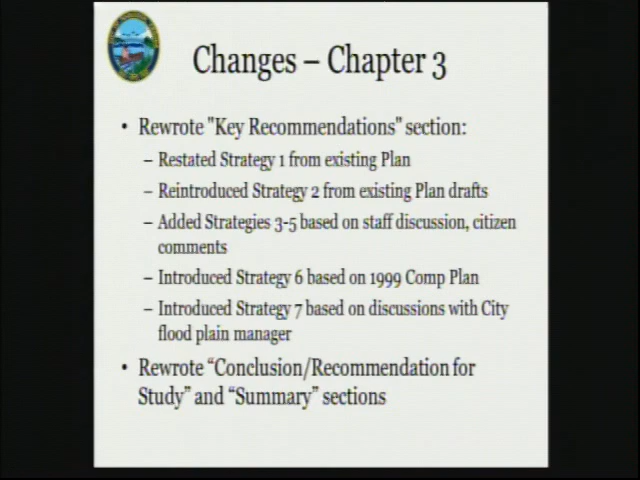 Changes – Chapter 3
• Rewrote "Key Recommendations" section:
– Restated Strategy 1 from existing Plan
– Reintroduced Strategy 2 from existing Plan drafts
– Added Strategies 3-5 based on staff discussion, citizen
comments
– Introduced Strategy 6 based on 1999 Comp Plan
– Introduced Strategy 7 based on discussions with City
flood plain manager
• Rewrote “Conclusion/Recommendation for
Study” and “Summary” sections